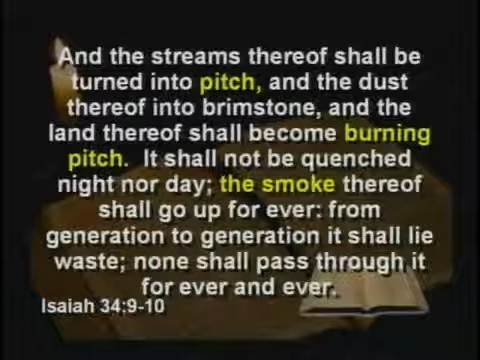 And the streams thereof shall be
turned into pitch, and the dust
thereof into brimstone, and the
land thereof shall become burning
pitch. It shall not be quenched
night nor day; the smoke thereof
shall go up for ever: from
generation to generation it shall lie
waste; none shall pass through it
for ever and ever.
Isaiah 34:9-10